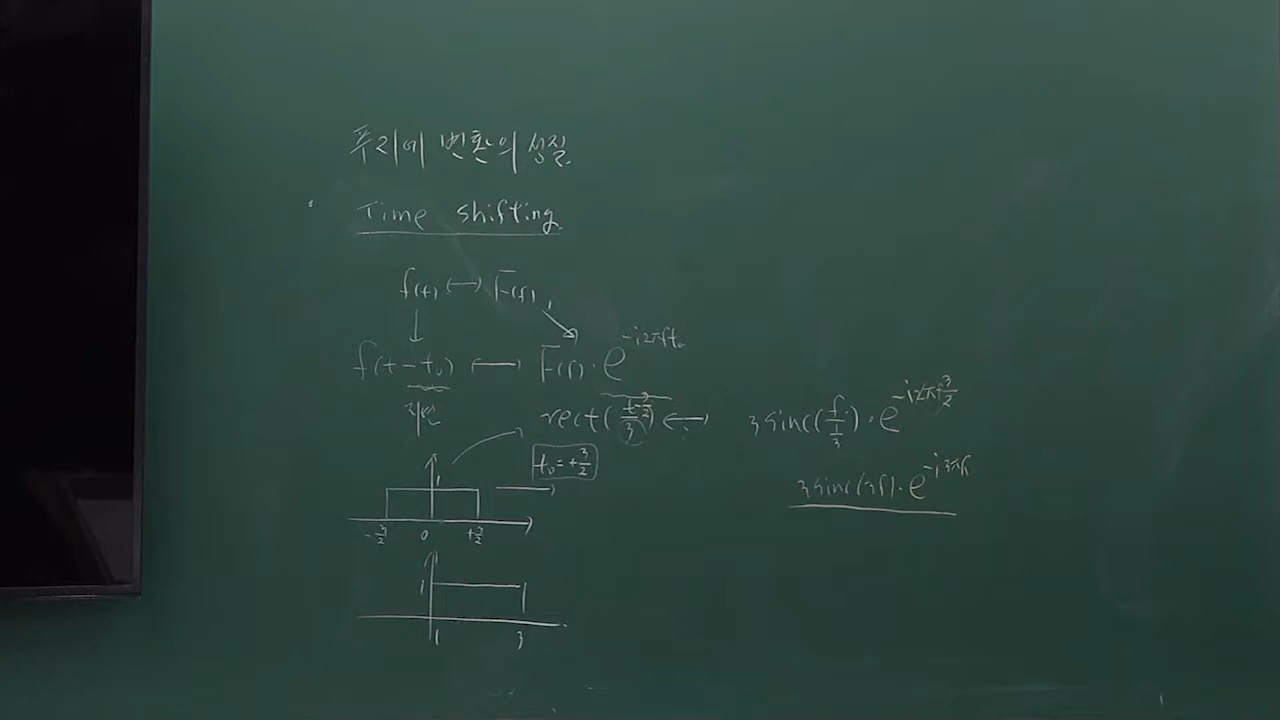 푸리에 변환의 성질.
Time shifting.
f(t) ↔ F(f)
f(t-t₀) ↔ F(f)·e^{-i2πft₀}
지연
rect((t-3/2)/3) ↔ 3sinc(f/(1/3))·e^{-i2πf3/2}
t₀=+3/2
3sinc(3f)·e^{-i3πf}
1
-3/2 0 +3/2
1
1 3